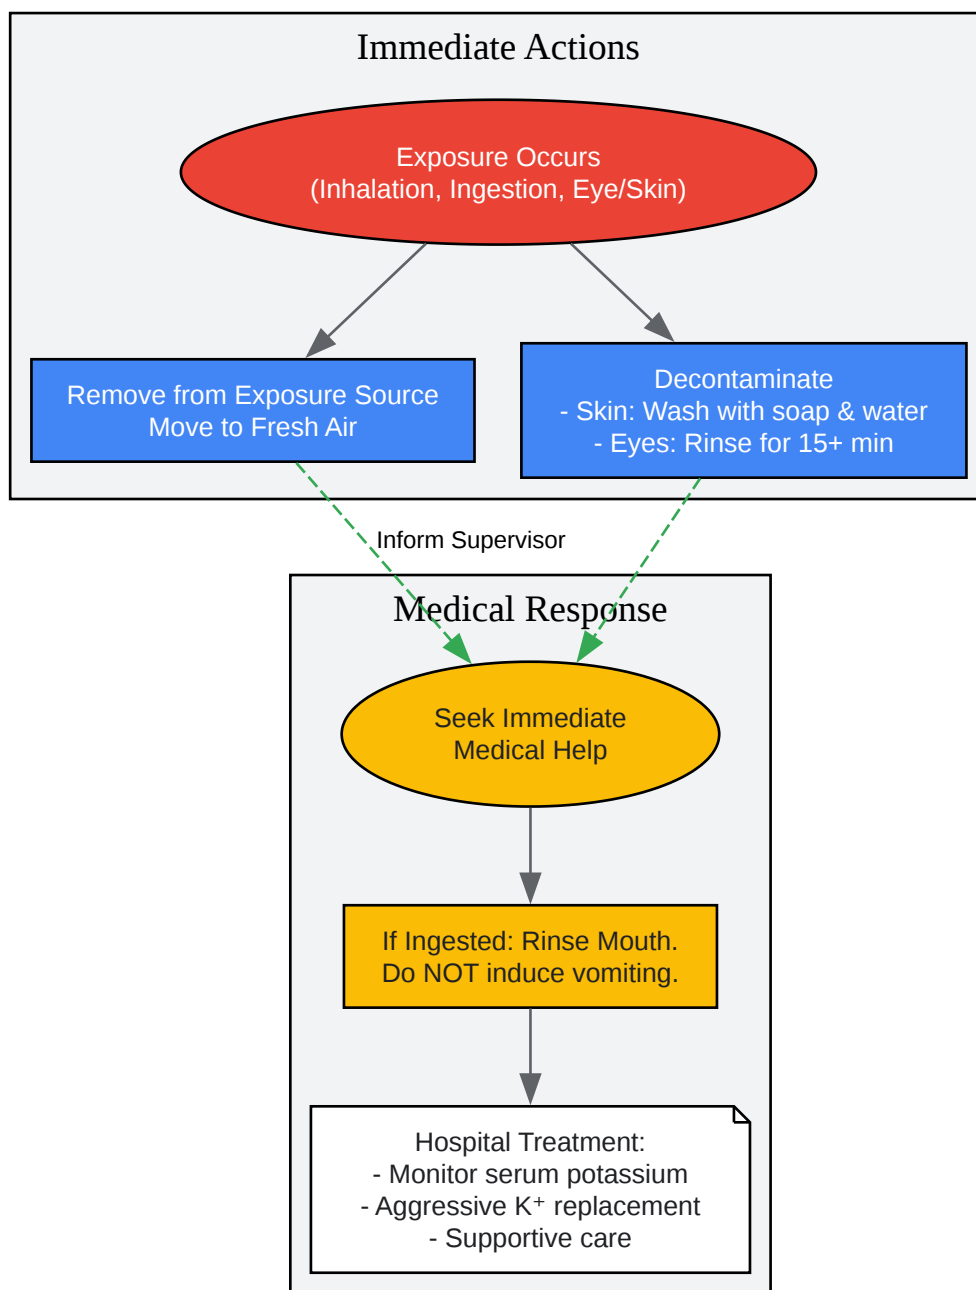 Immediate Actions
Exposure Occurs
(Inhalation, Ingestion, Eye/Skin)
Remove from Exposure Source
Move to Fresh Air
Decontaminate
- Skin: Wash with soap & water
- Eyes: Rinse for 15+ min
Inform Supervisor
Medical Response
Seek Immediate
Medical Help
If Ingested: Rinse Mouth.
Do NOT induce vomiting.
Hospital Treatment:
- Monitor serum potassium
- Aggressive K⁺ replacement
- Supportive care